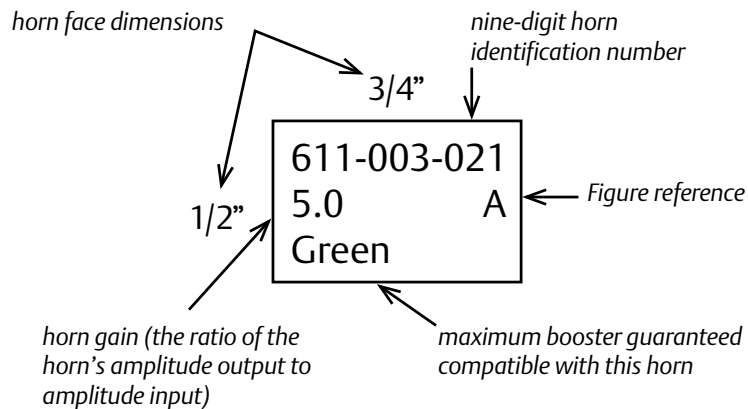 horn face dimensions
nine-digit horn
identification number
3/4”
1/2”
611-003-021
5.0 A
Green
Figure reference
horn gain (the ratio of the
horn’s amplitude output to
amplitude input)
maximum booster guaranteed
compatible with this horn